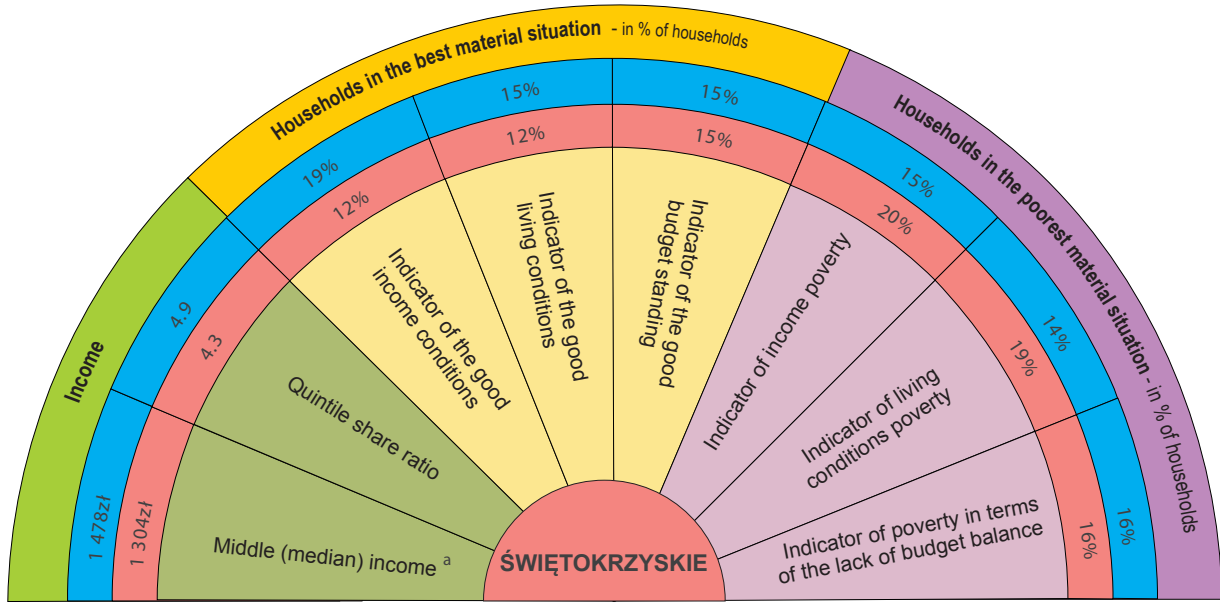 Income
Households in the best material situation - in % of households
Households in the poorest material situation - in % of households
1 478zł
4.9
19%
15%
15%
15%
14%
16%
1 304zł
4.3
12%
12%
15%
20%
19%
16%
Middle (median) income a
Quintile share ratio
Indicator of the good
income conditions
Indicator of the good
living conditions
Indicator of the good
budget standing
Indicator of income poverty
Indicator of living
conditions poverty
Indicator of poverty in terms
of the lack of budget balance
ŚWIĘTOKRZYSKIE